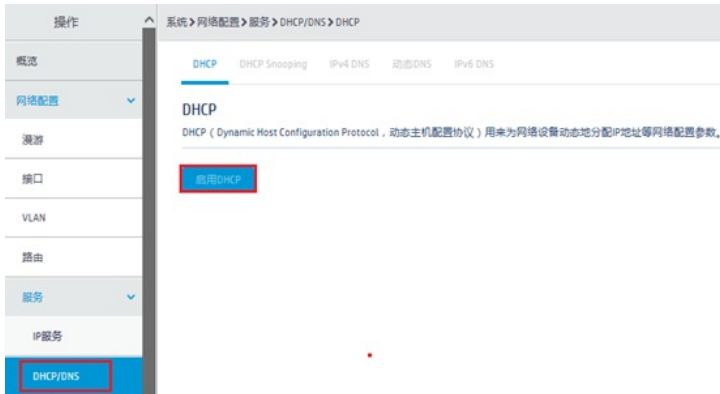 操作
概览
网络配置
漫游
接口
VLAN
路由
服务
IP服务
DHCP/DNS
系统>网络配置>服务>DHCP/DNS>DHCP
DHCP DHCP Snooping IPv4 DNS 动态DNS IPv6 DNS
DHCP
DHCP（Dynamic Host Configuration Protocol，动态主机配置协议）用来为网络设备动态地分配IP地址等网络配置参数。
启用DHCP